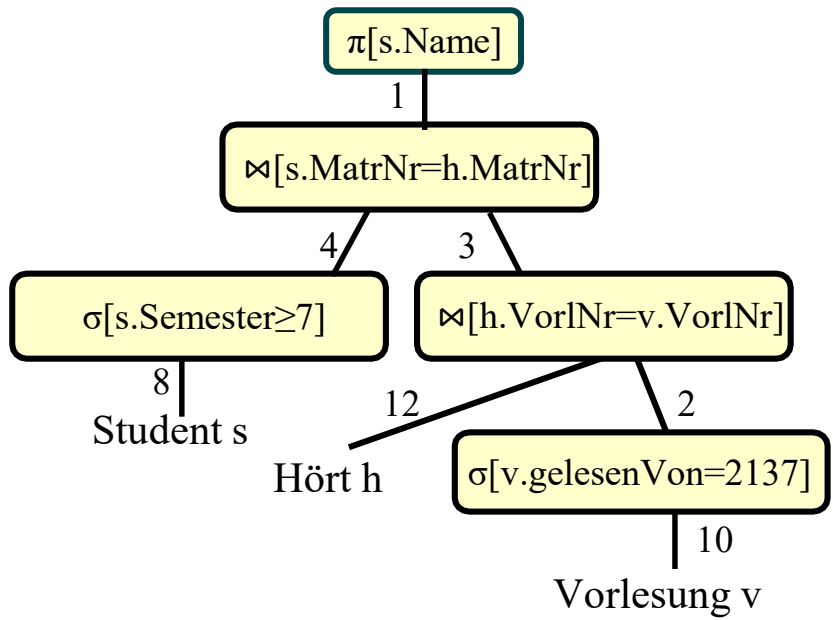 π[s.Name]
1
⋈[s.MatrNr=h.MatrNr]
4
3
σ[s.Semester≥7]
⋈[h.VorlNr=v.VorlNr]
8
12
2
Student s
Hört h
σ[v.gelesenVon=2137]
10
Vorlesung v